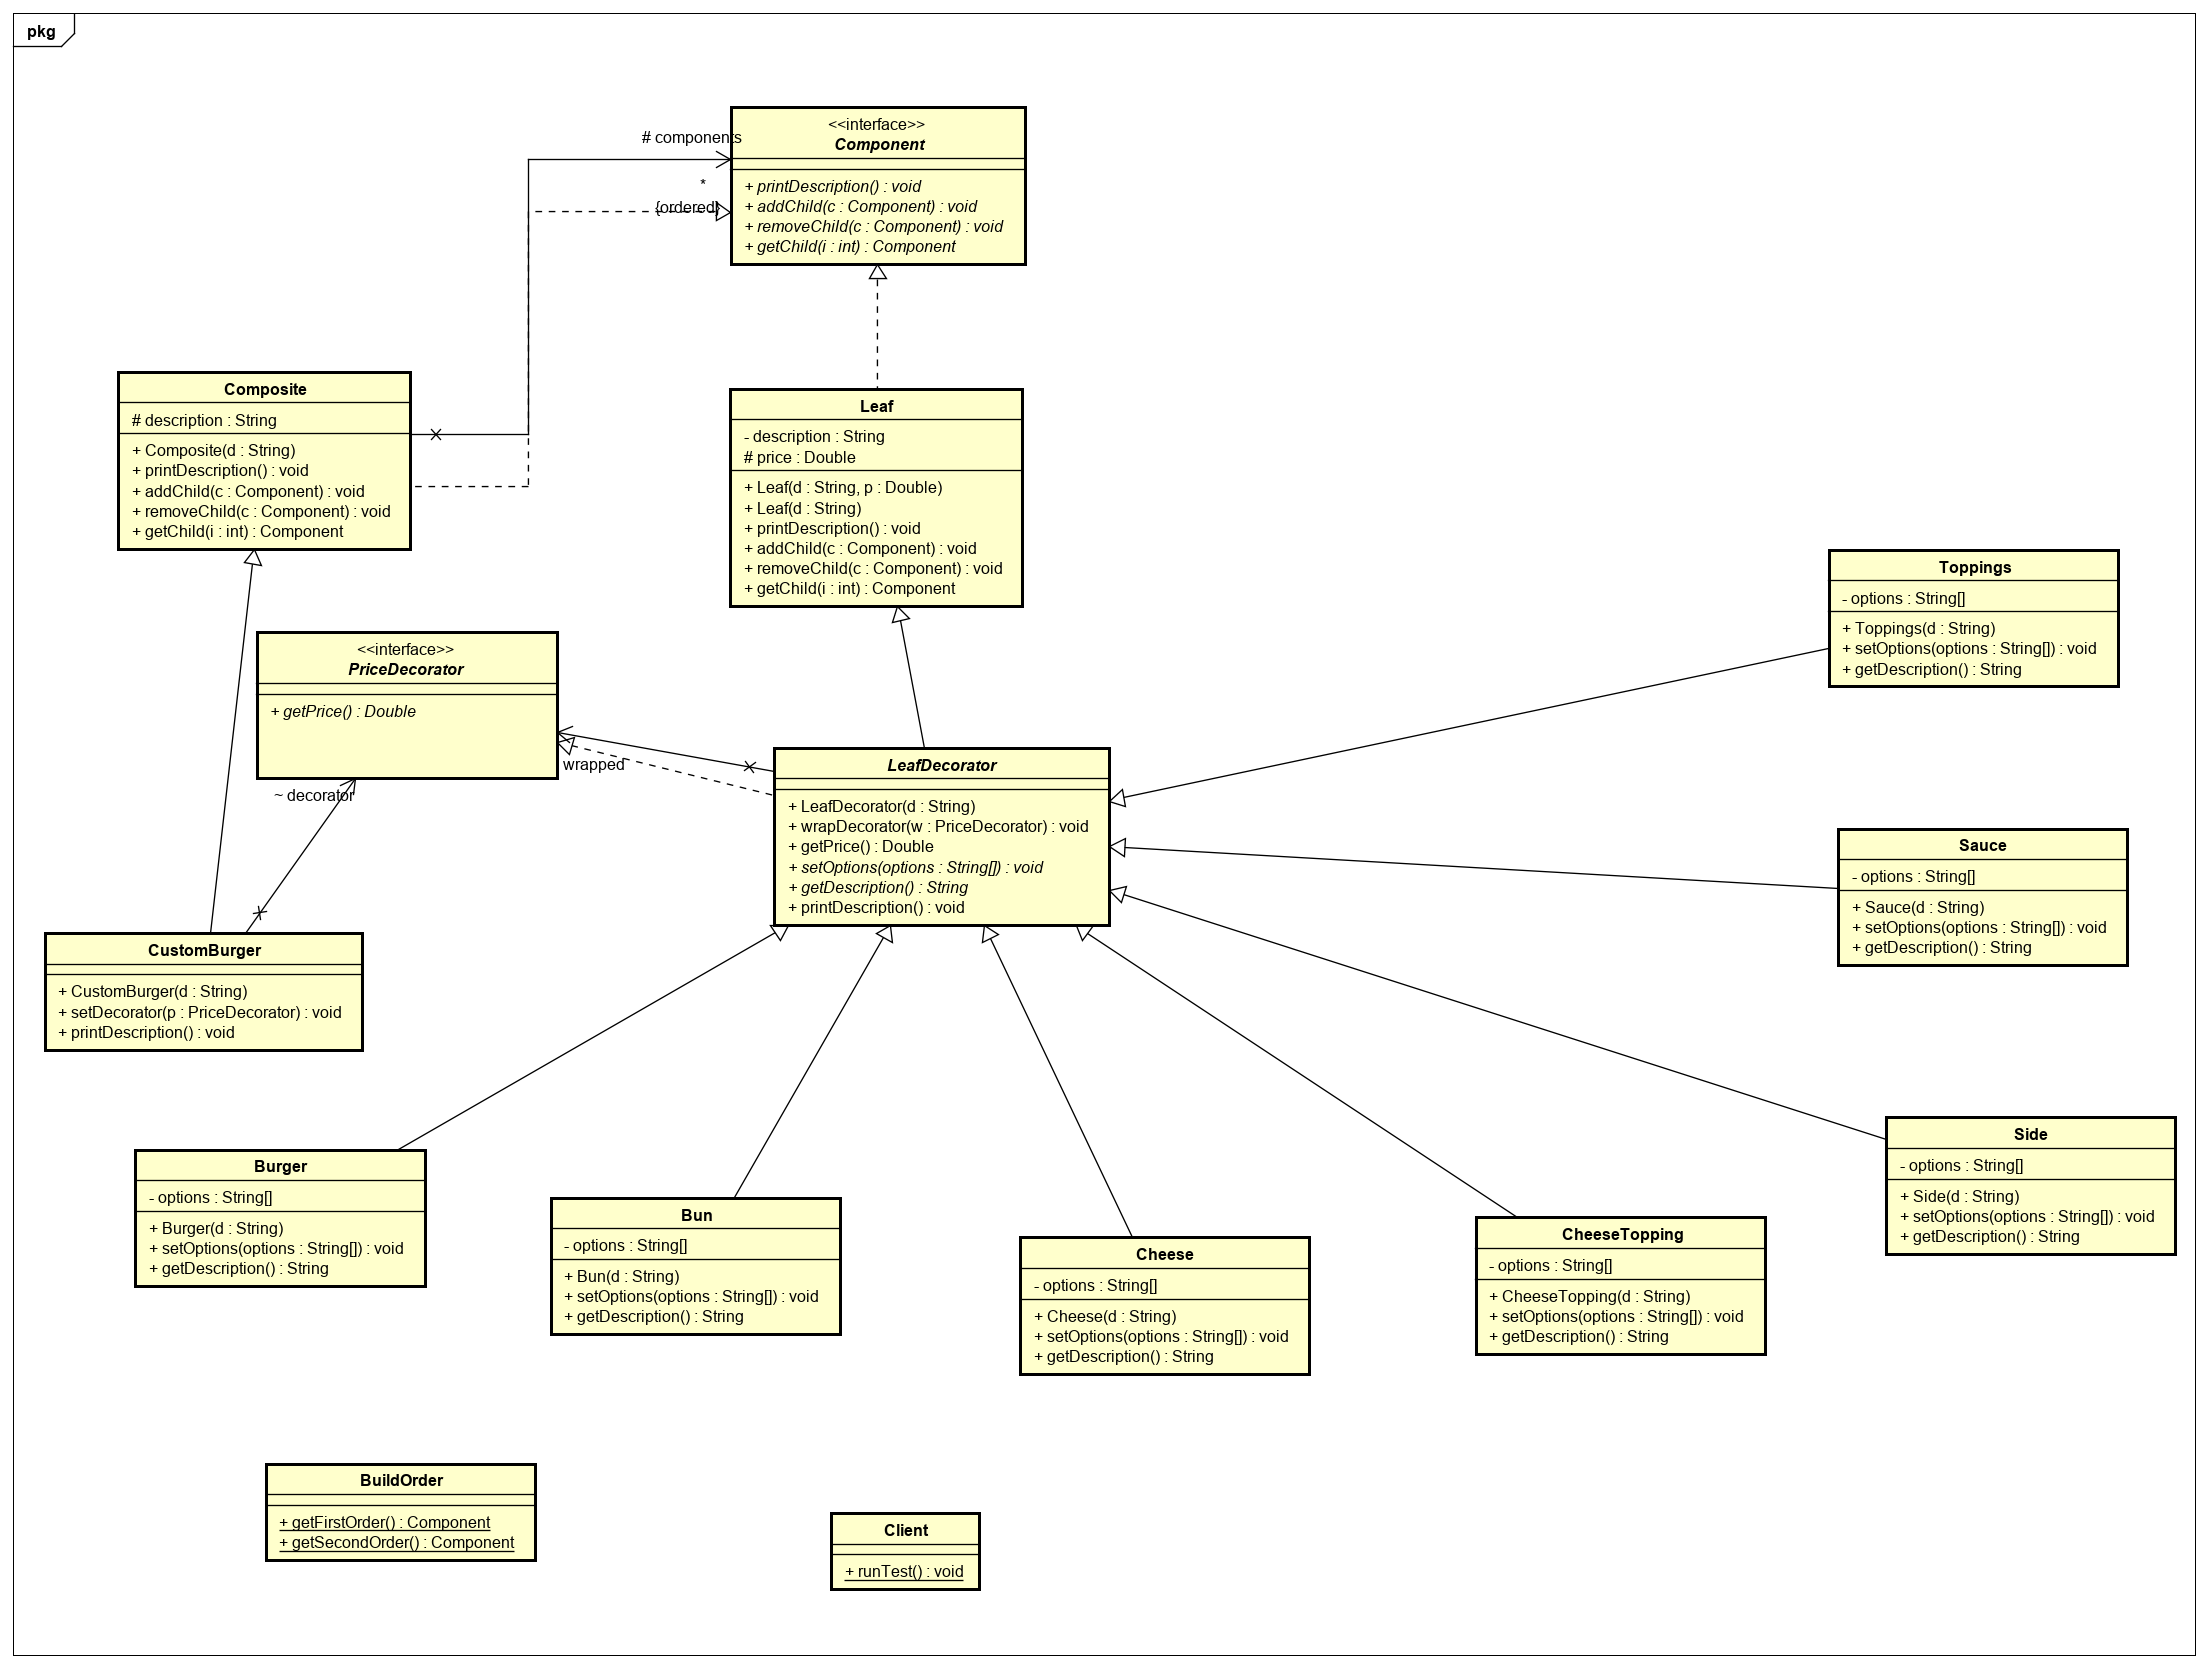 pkg
# components
*
{ordered}
<<interface>>
Component
+ printDescription() : void
+ addChild(c : Component) : void
+ removeChild(c : Component) : void
+ getChild(i : int) : Component
Composite
# description : String
+ Composite(d : String)
+ printDescription() : void
+ addChild(c : Component) : void
+ removeChild(c : Component) : void
+ getChild(i : int) : Component
Leaf
- description : String
# price : Double
+ Leaf(d : String, p : Double)
+ Leaf(d : String)
+ printDescription() : void
+ addChild(c : Component) : void
+ removeChild(c : Component) : void
+ getChild(i : int) : Component
Toppings
- options : String[]
+ Toppings(d : String)
+ setOptions(options : String[]) : void
+ getDescription() : String
<<interface>>
PriceDecorator
+ getPrice() : Double
wrapped
~ decorator
LeafDecorator
+ LeafDecorator(d : String)
+ wrapDecorator(w : PriceDecorator) : void
+ getPrice() : Double
+ setOptions(options : String[]) : void
+ getDescription() : String
+ printDescription() : void
Sauce
- options : String[]
+ Sauce(d : String)
+ setOptions(options : String[]) : void
+ getDescription() : String
CustomBurger
+ CustomBurger(d : String)
+ setDecorator(p : PriceDecorator) : void
+ printDescription() : void
Burger
- options : String[]
+ Burger(d : String)
+ setOptions(options : String[]) : void
+ getDescription() : String
Bun
- options : String[]
+ Bun(d : String)
+ setOptions(options : String[]) : void
+ getDescription() : String
Cheese
- options : String[]
+ Cheese(d : String)
+ setOptions(options : String[]) : void
+ getDescription() : String
CheeseTopping
- options : String[]
+ CheeseTopping(d : String)
+ setOptions(options : String[]) : void
+ getDescription() : String
Side
- options : String[]
+ Side(d : String)
+ setOptions(options : String[]) : void
+ getDescription() : String
BuildOrder
+ getFirstOrder() : Component
+ getSecondOrder() : Component
Client
+ runTest() : void